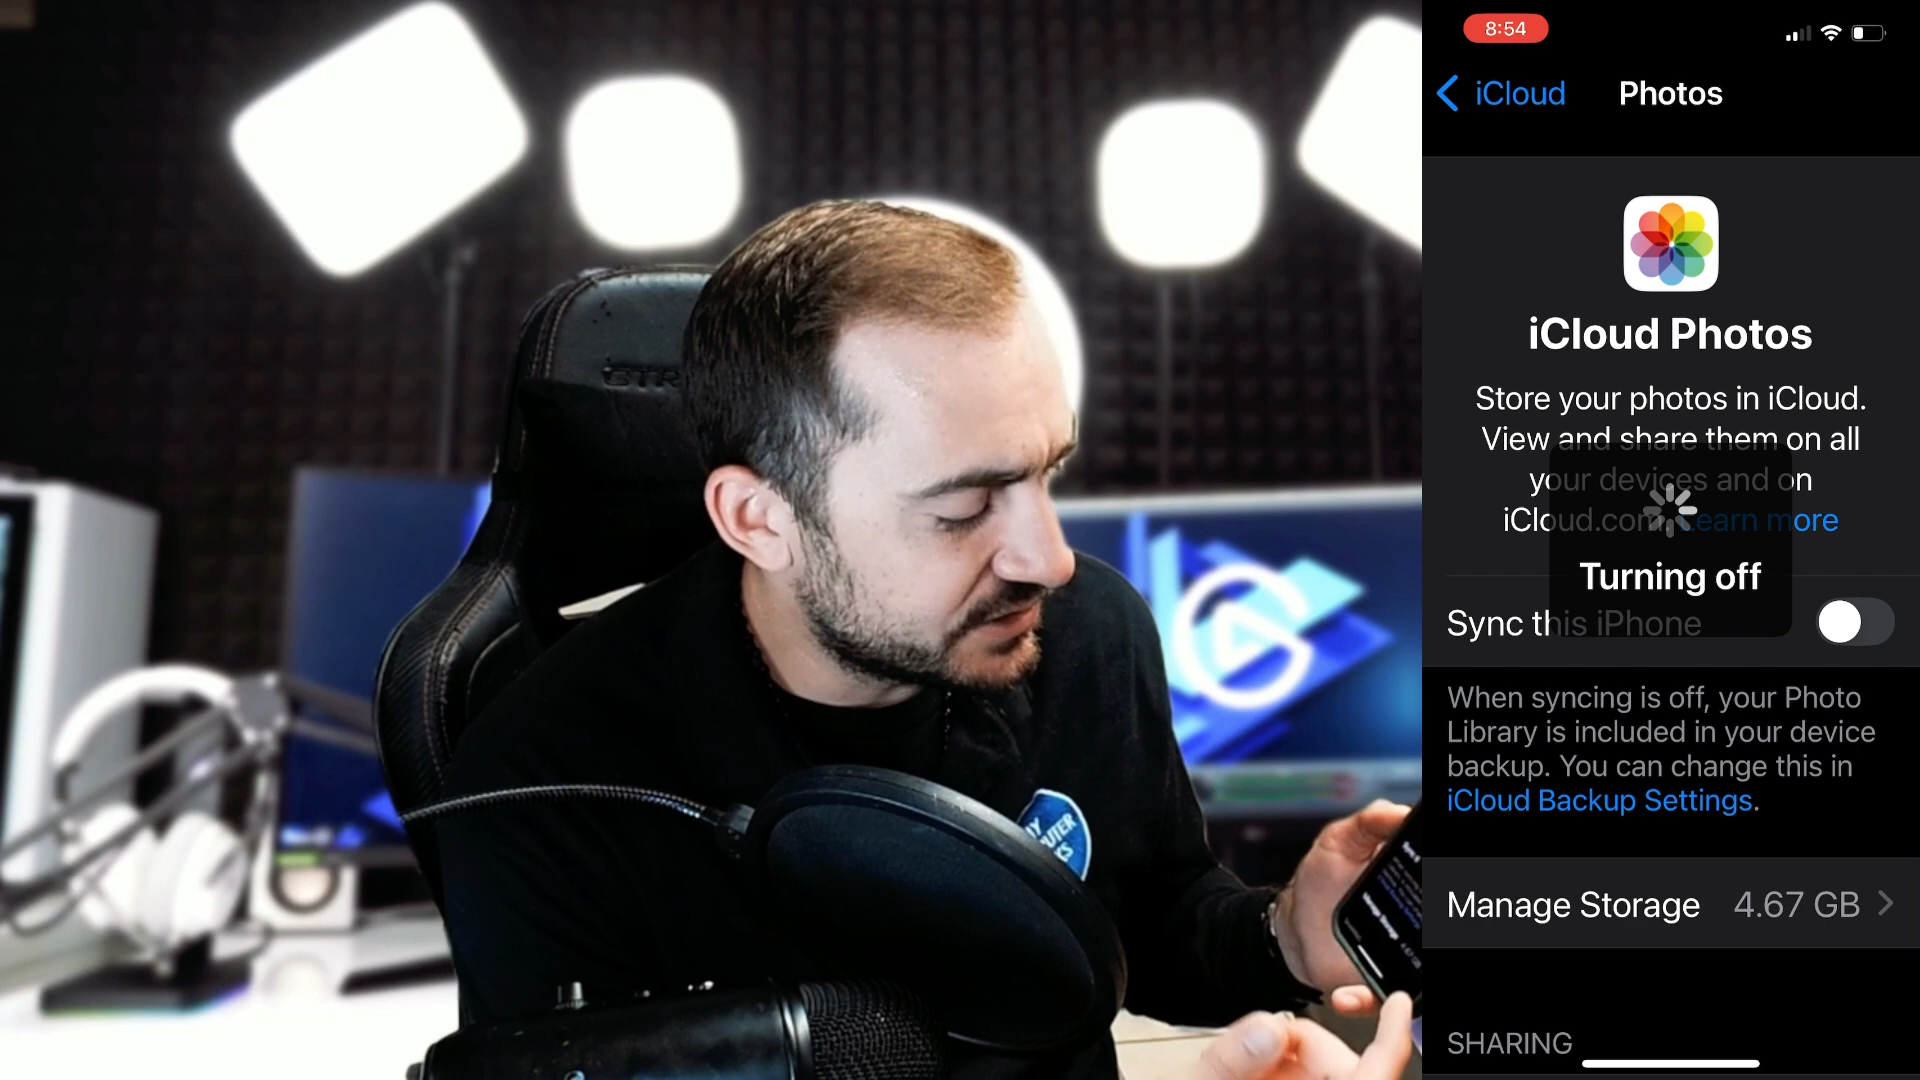 8:54
iCloud
Photos
iCloud Photos
Store your photos in iCloud.
View and share them on all
your devices and on
iCloud.com. Learn more
Turning off
Sync this iPhone
When syncing is off, your Photo
Library is included in your device
backup. You can change this in
iCloud Backup Settings.
Manage Storage 4.67 GB
SHARING